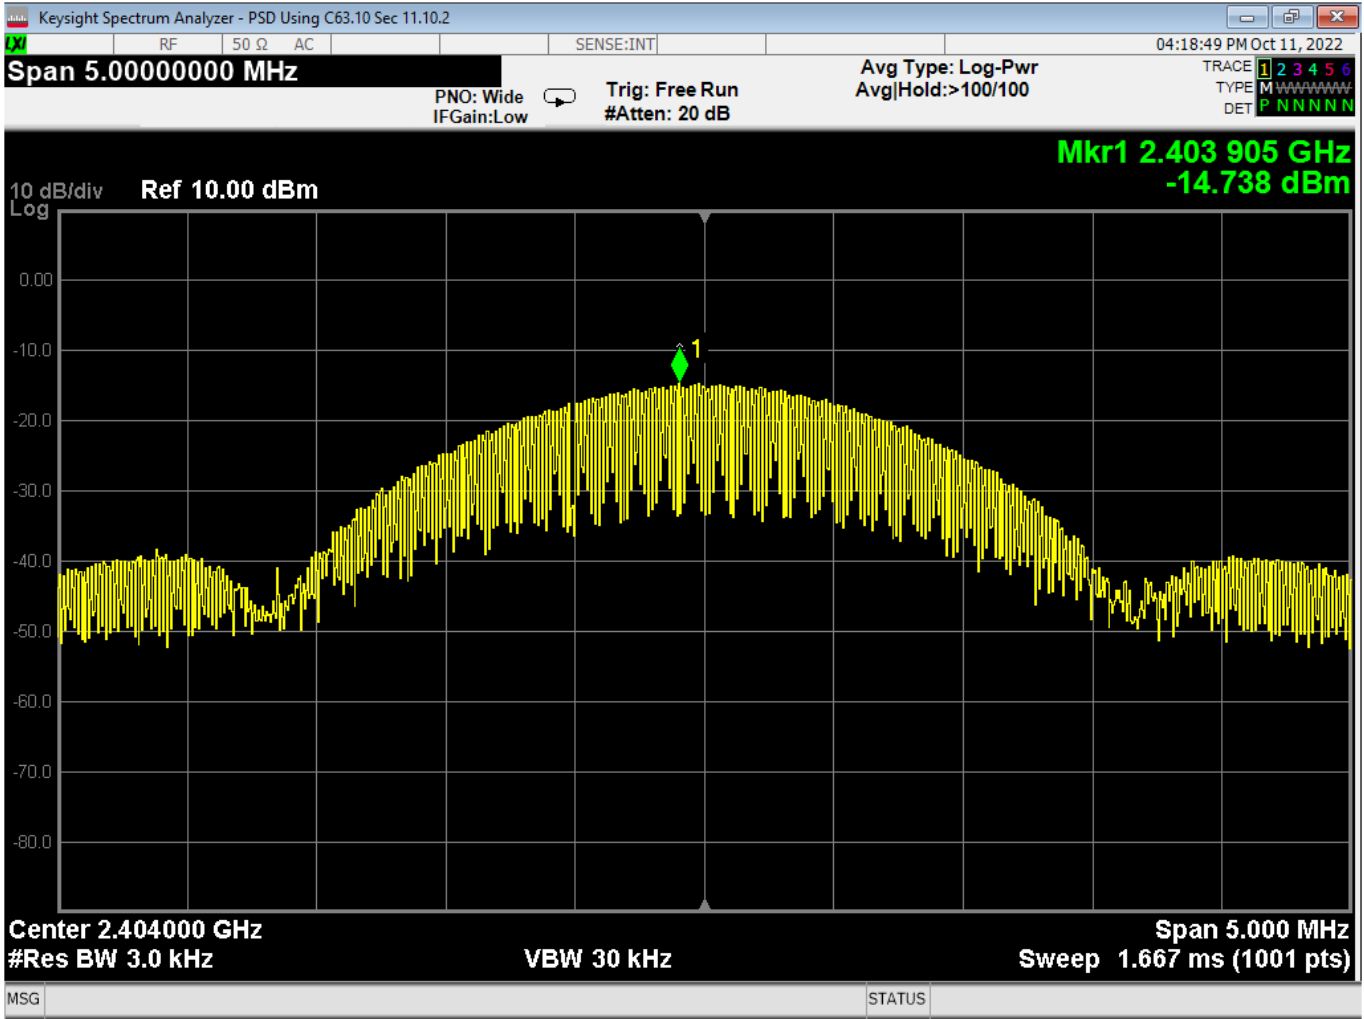 Keysight Spectrum Analyzer - PSD Using C63.10 Sec 11.10.2
LXI RF 50 Ω AC SENSE:INT 04:18:49 PM Oct 11, 2022
Span 5.00000000 MHz
PNO: Wide
IFGain:Low
Trig: Free Run
#Atten: 20 dB
Avg Type: Log-Pwr
Avg|Hold:>100/100
TRACE 1 2 3 4 5 6
TYPE M WWWWW
DET P N N N N N
Mkr1 2.403 905 GHz
-14.738 dBm
10 dB/div Ref 10.00 dBm
Log
0.00
1
-10.0
-20.0
-30.0
-40.0
-50.0
-60.0
-70.0
-80.0
Center 2.404000 GHz Span 5.000 MHz
#Res BW 3.0 kHz VBW 30 kHz Sweep 1.667 ms (1001 pts)
MSG STATUS